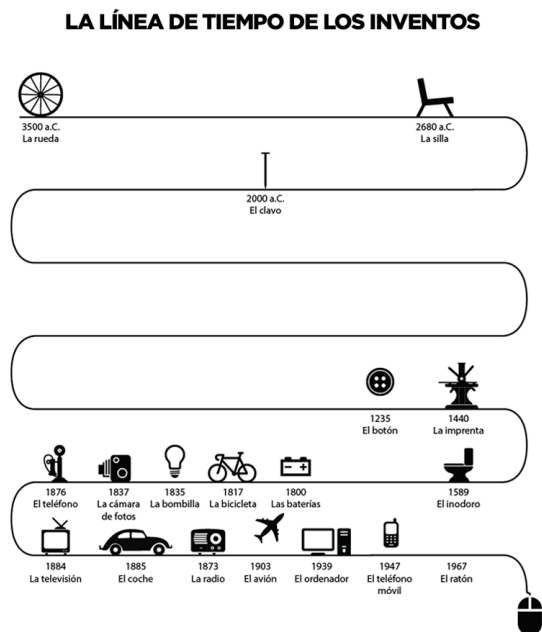 LA LÍNEA DE TIEMPO DE LOS INVENTOS
3500 a.C.
La rueda
2680 a.C.
La silla
2000 a.C.
El clavo
1235
El botón
1440
La imprenta
1876
El teléfono
1837
La cámara
de fotos
1835
La bombilla
1817
La bicicleta
1800
Las baterías
1589
El inodoro
1884
La televisión
1885
El coche
1873
La radio
1903
El avión
1939
El ordenador
1947
El teléfono
móvil
1967
El ratón